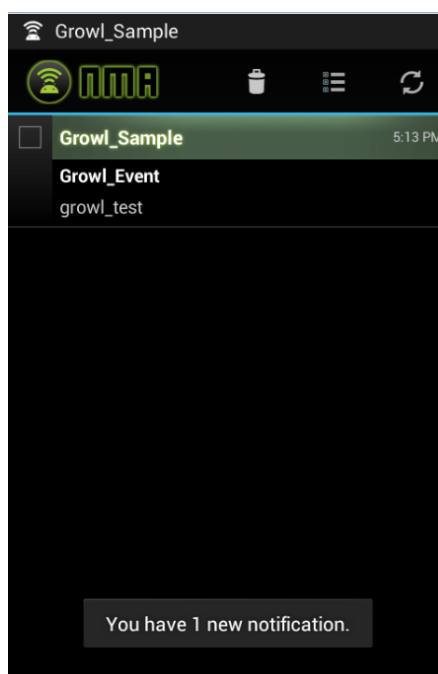 Growl_Sample
NMA
Growl_Sample 5:13 PM
Growl_Event
growl_test
You have 1 new notification.